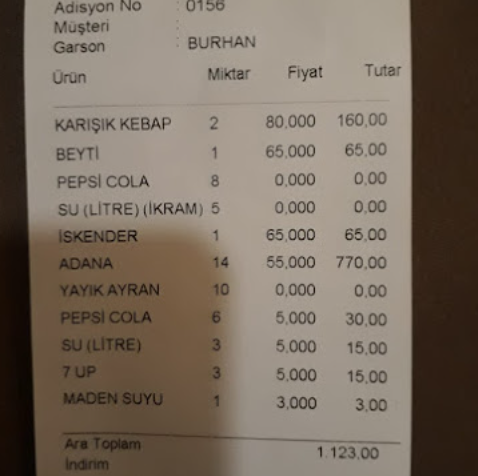 Adisyon No : 0156
Müşteri :
Garson : BURHAN
Ürün Miktar Fiyat Tutar
KARIŞIK KEBAP 2 80,000 160,00
BEYTİ 1 65,000 65,00
PEPSİ COLA 8 0,000 0,00
SU (LİTRE) (İKRAM) 5 0,000 0,00
İSKENDER 1 65,000 65,00
ADANA 14 55,000 770,00
YAYIK AYRAN 10 0,000 0,00
PEPSİ COLA 6 5,000 30,00
SU (LİTRE) 3 5,000 15,00
7 UP 3 5,000 15,00
MADEN SUYU 1 3,000 3,00
Ara Toplam 1.123,00
İndirim